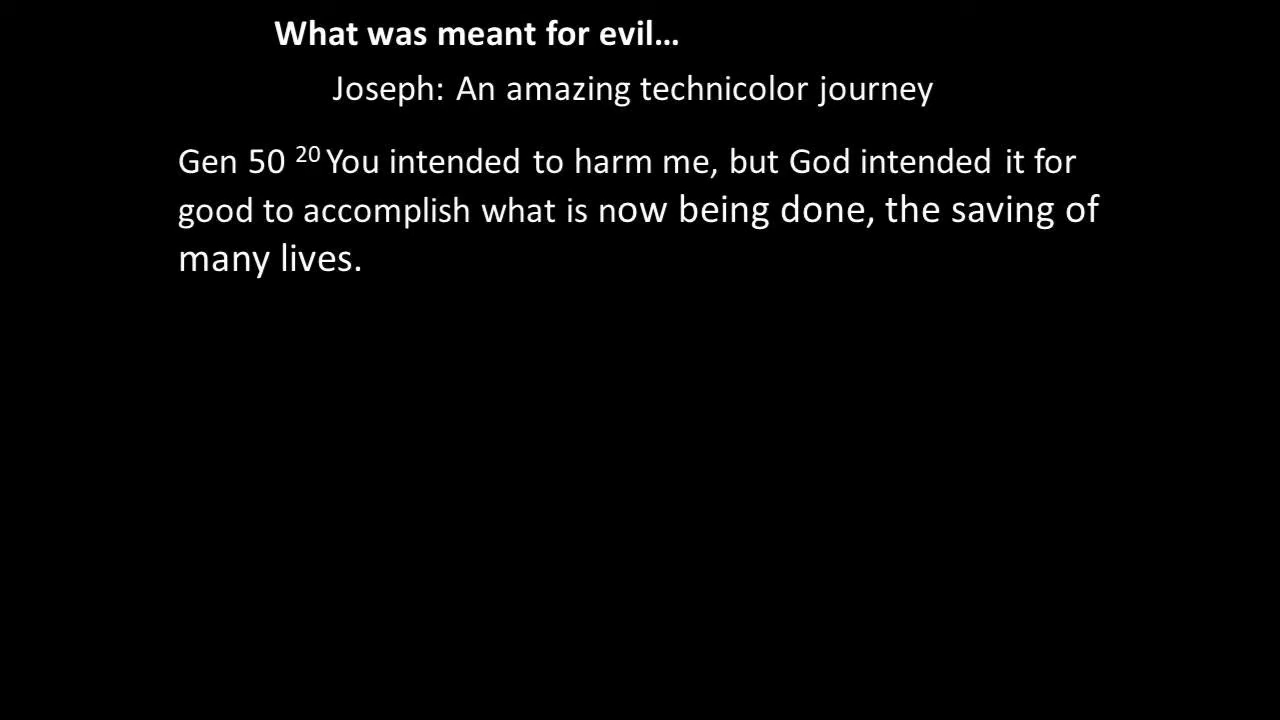 What was meant for evil…
Joseph: An amazing technicolor journey
Gen 50 20 You intended to harm me, but God intended it for
good to accomplish what is now being done, the saving of
many lives.